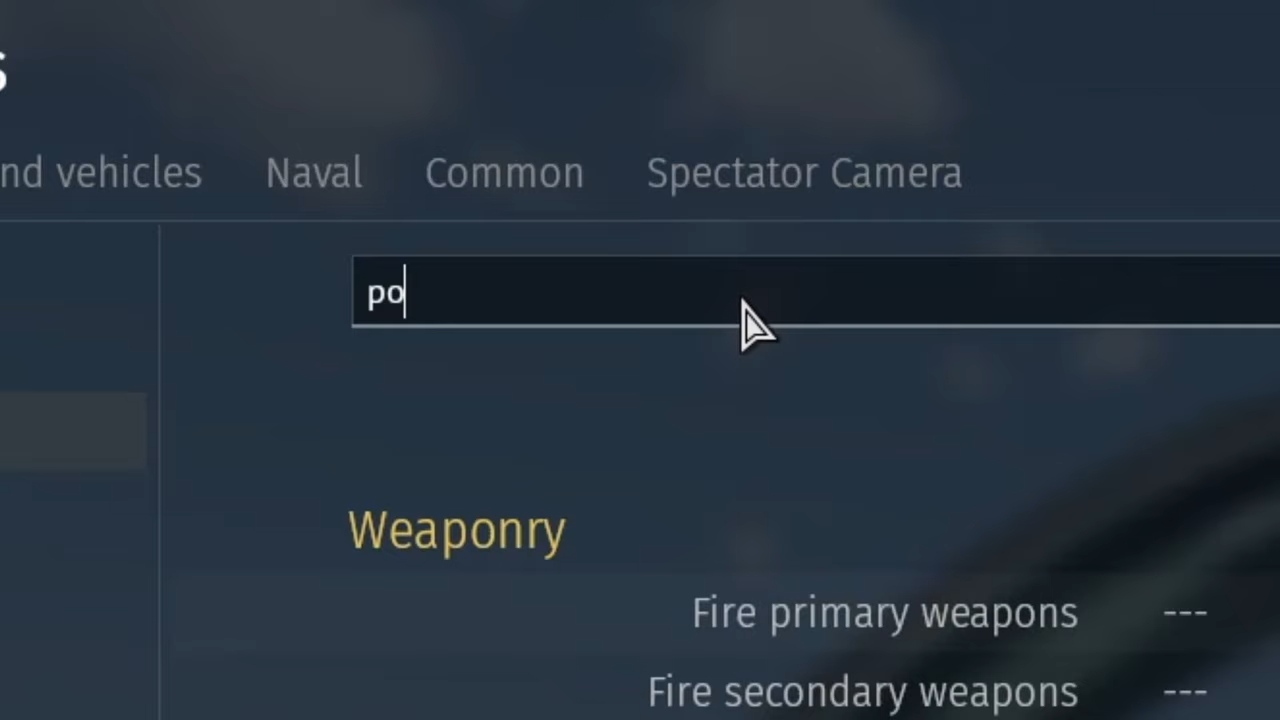 s
nd vehicles Naval Common Spectator Camera
po
Weaponry
Fire primary weapons ---
Fire secondary weapons ---